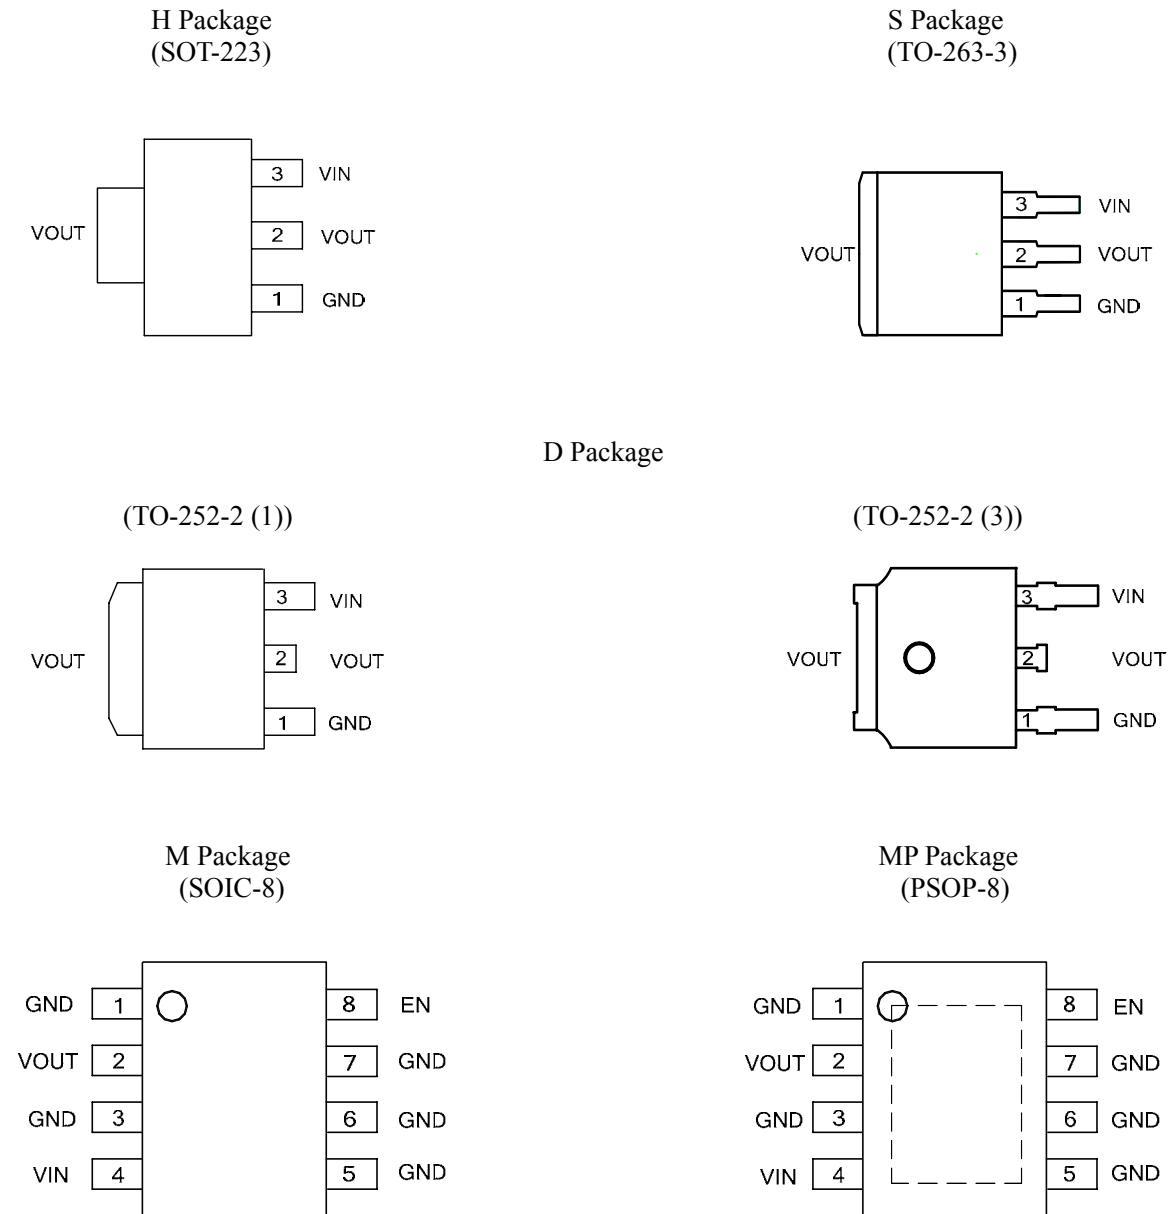 H Package
(SOT-223)
S Package
(TO-263-3)
3 VIN
VOUT
2 VOUT
1 GND
3 VIN
VOUT
2 VOUT
1 GND
D Package
(TO-252-2 (1))
(TO-252-2 (3))
3 VIN
VOUT
2 VOUT
1 GND
3 VIN
VOUT
2 VOUT
1 GND
M Package
(SOIC-8)
MP Package
(PSOP-8)
GND 1 8 EN
VOUT 2 7 GND
GND 3 6 GND
VIN 4 5 GND
GND 1 8 EN
VOUT 2 7 GND
GND 3 6 GND
VIN 4 5 GND